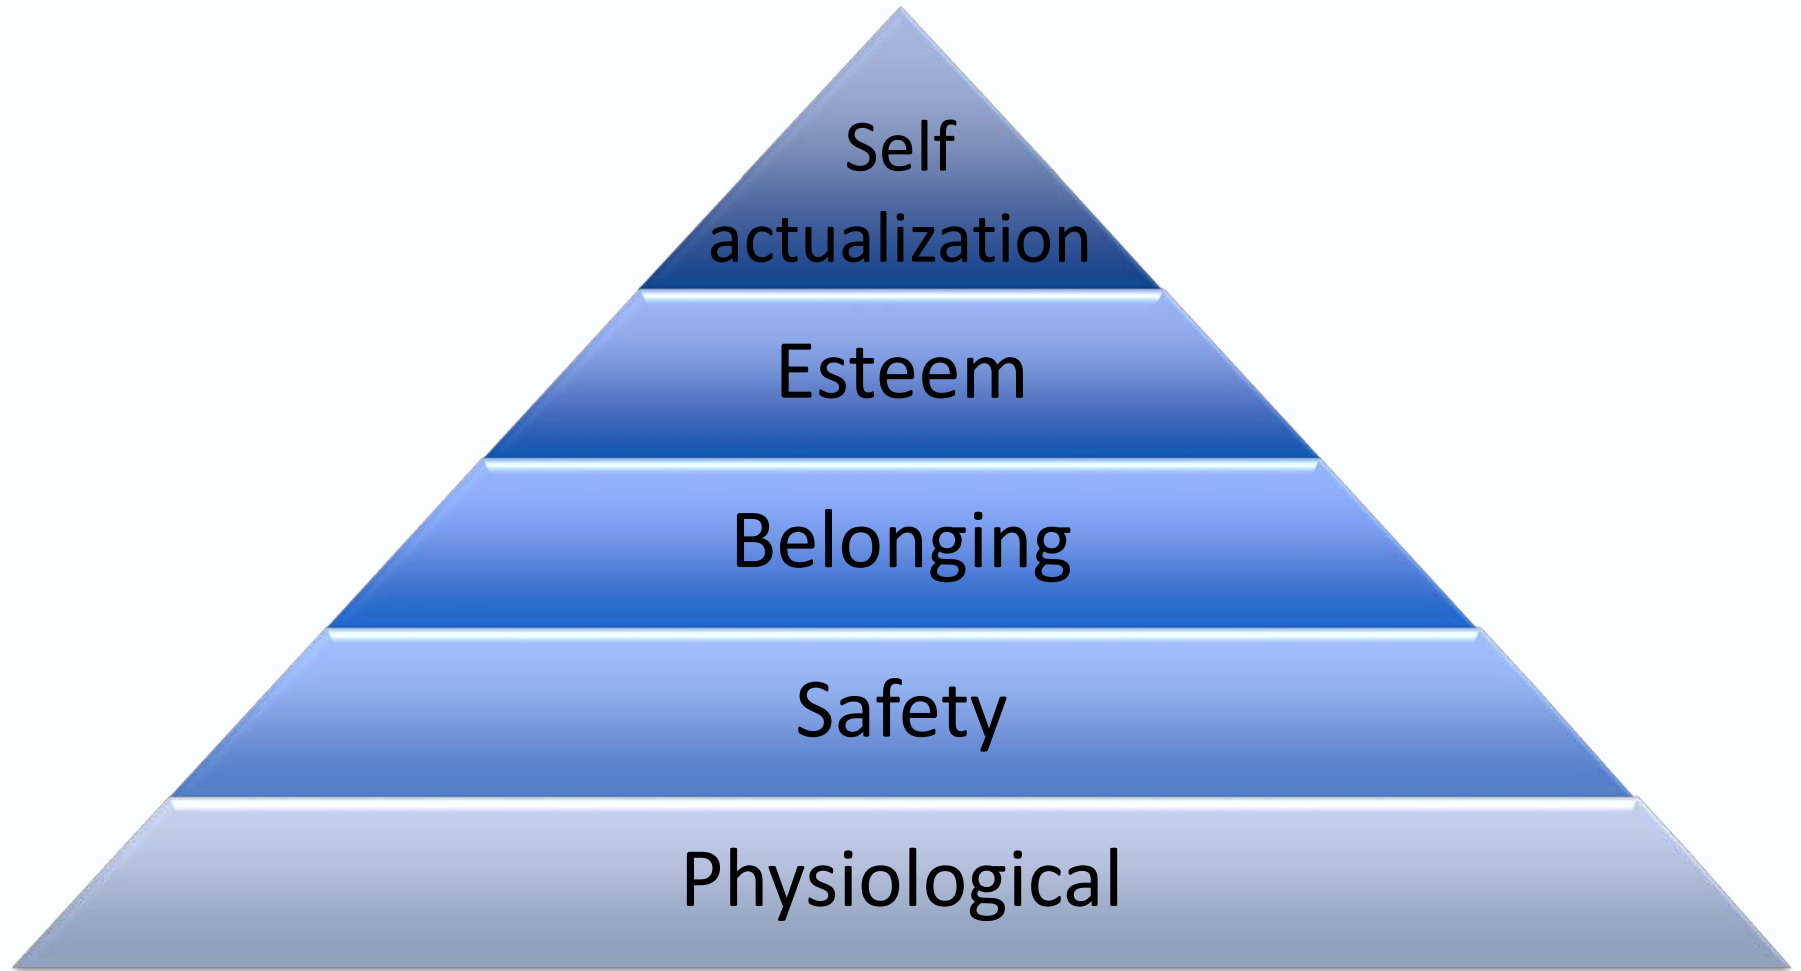 Self
actualization
Esteem
Belonging
Safety
Physiological